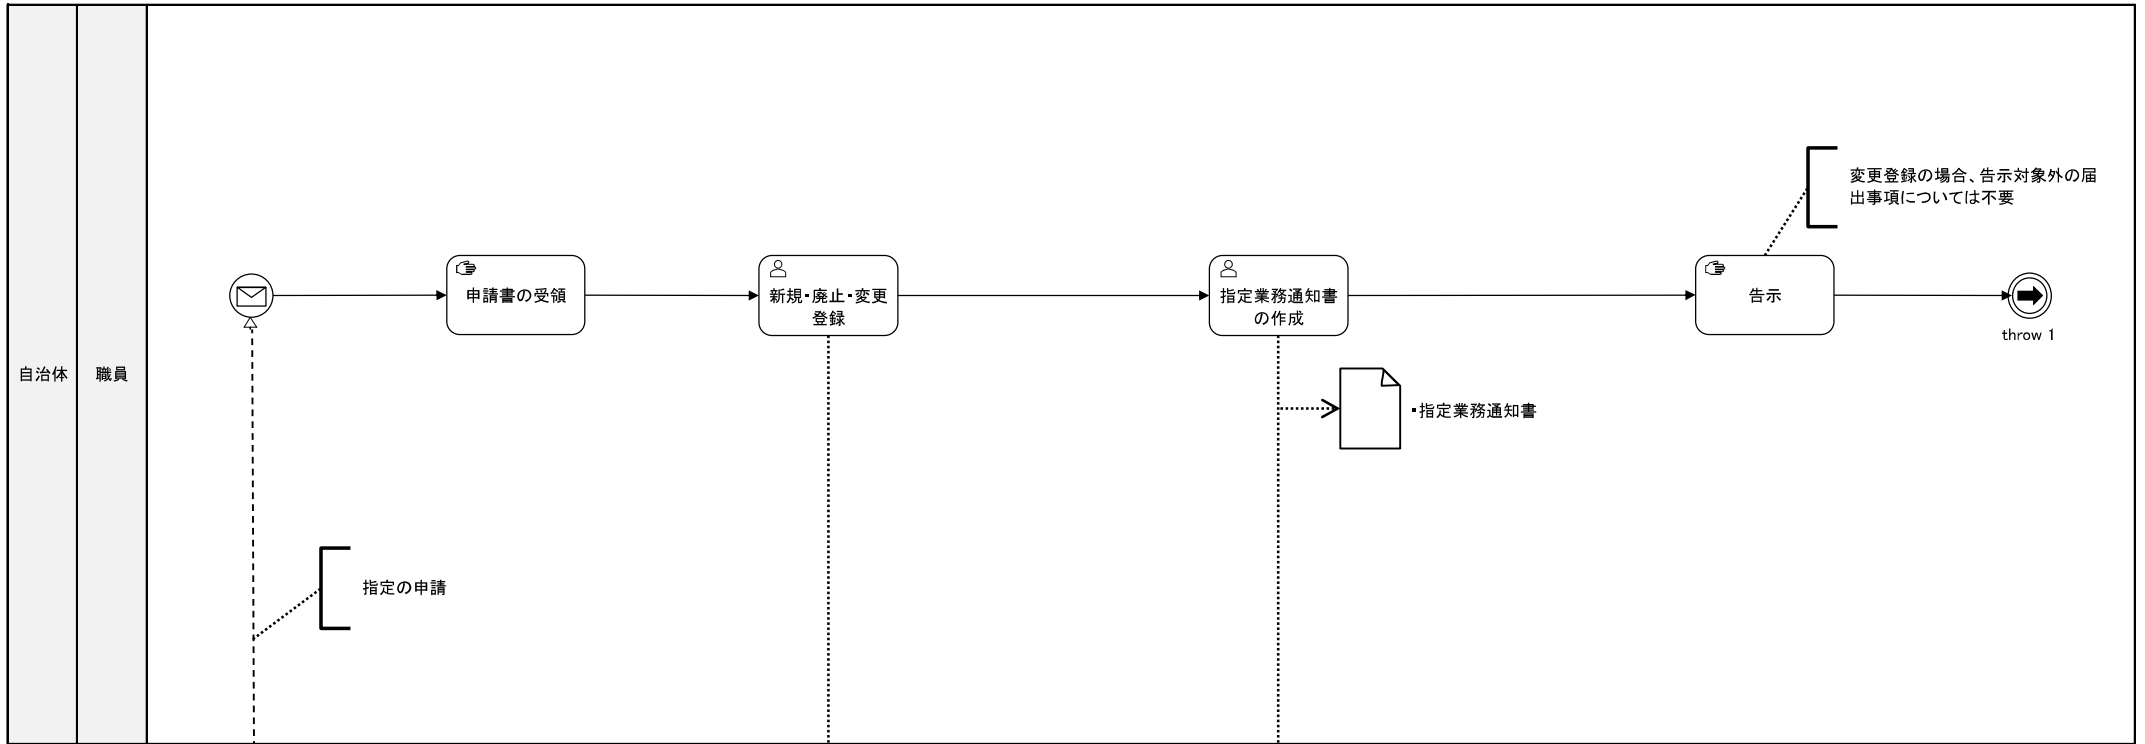 自治体
職員
申請書の受領
新規・廃止・変更
登録
指定業務通知書
の作成
告示
変更登録の場合、告示対象外の届
出事項については不要
throw 1
・指定業務通知書
指定の申請